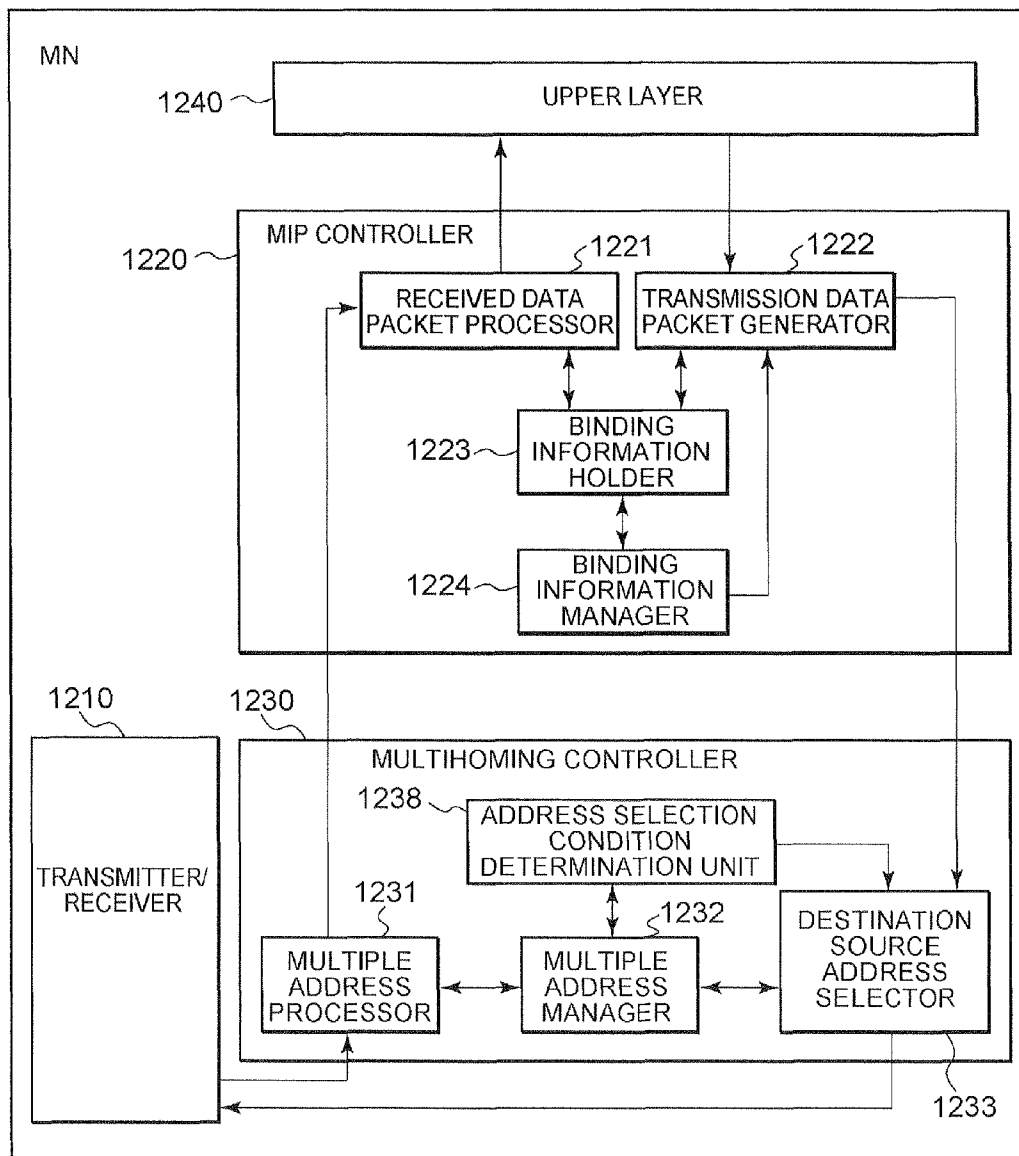 MN
1240
UPPER LAYER
MIP CONTROLLER
1220
1221
1222
RECEIVED DATA
PACKET PROCESSOR
TRANSMISSION DATA
PACKET GENERATOR
1223
BINDING
INFORMATION
HOLDER
1224
BINDING
INFORMATION
MANAGER
1210
1230
MULTIHOMING CONTROLLER
1238
ADDRESS SELECTION
CONDITION
DETERMINATION UNIT
TRANSMITTER/
RECEIVER
1231
1232
MULTIPLE
ADDRESS
PROCESSOR
MULTIPLE
ADDRESS
MANAGER
DESTINATION
SOURCE
ADDRESS
SELECTOR
1233